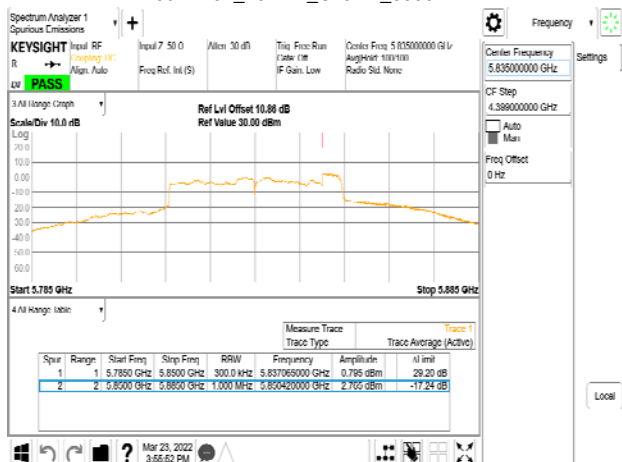 Spectrum Analyzer 1
Spurious Emissions
Frequency
KEYSIGHT Input RF
Coupling DC
Align. Auto
Input Z 50.0
Freq Ref. Int (S)
Atten 30 dB
Trig Free Run
Gate: Off
IF Gain. Low
Center Freq 5.835000000 GHz
Avg|Hold: 100/100
Radio Std. None
R
PASS
Center Frequency
5.835000000 GHz
Settings
CF Step
4.399000000 GHz
Auto
Man
Freq Offset
0 Hz
3 All Range Graph
Scale/Div 10.0 dB
Ref Lvl Offset 10.86 dB
Ref Value 30.00 dBm
Log
20.0
10.0
0.00
10.0
20.0
30.0
-40.0
50.0
60.0
Start 5.785 GHz
Stop 5.885 GHz
4 All Range Table
Measure Trace Trace 1
Trace Type Trace Average (Active)
Spur Range Start Freq Stop Freq RBW Frequency Amplitude Δ Limit
1 1 5.7850 GHz 5.8500 GHz 300.0 kHz 5.837065000 GHz 0.795 dBm 29.20 dB
2 2 5.8500 GHz 5.8850 GHz 1.000 MHz 5.850420000 GHz 2.765 dBm -17.24 dB
Local
Mar 23, 2022
3:55:52 PM